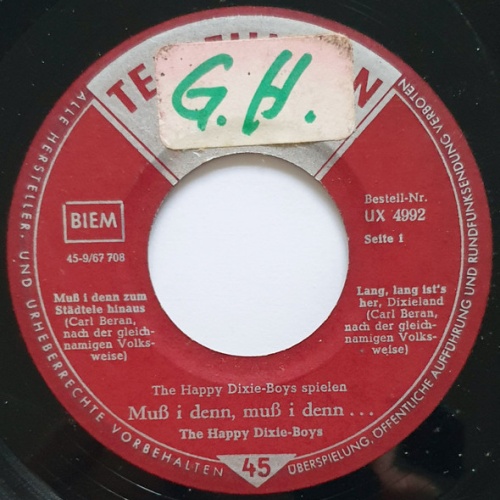 G.H.
BIEM
45-9/67 708
Bestell-Nr.
UX 4992
Seite 1
Muß i denn zum
Städtele hinaus
(Carl Beran,
nach der gleich-
namigen Volks-
weise)
Lang, lang ist's
her, Dixieland
(Carl Beran,
nach der gleich-
namigen Volks-
weise)
The Happy Dixie-Boys spielen
Muß i denn, muß i denn ...
The Happy Dixie-Boys
45
ALLE HERSTELLER- UND URHEBERRECHTE VORBEHALTEN
ÜBERSPIELUNG, ÖFFENTLICHE AUFFÜHRUNG UND RUNDFUNKSENDUNG VERBOTEN